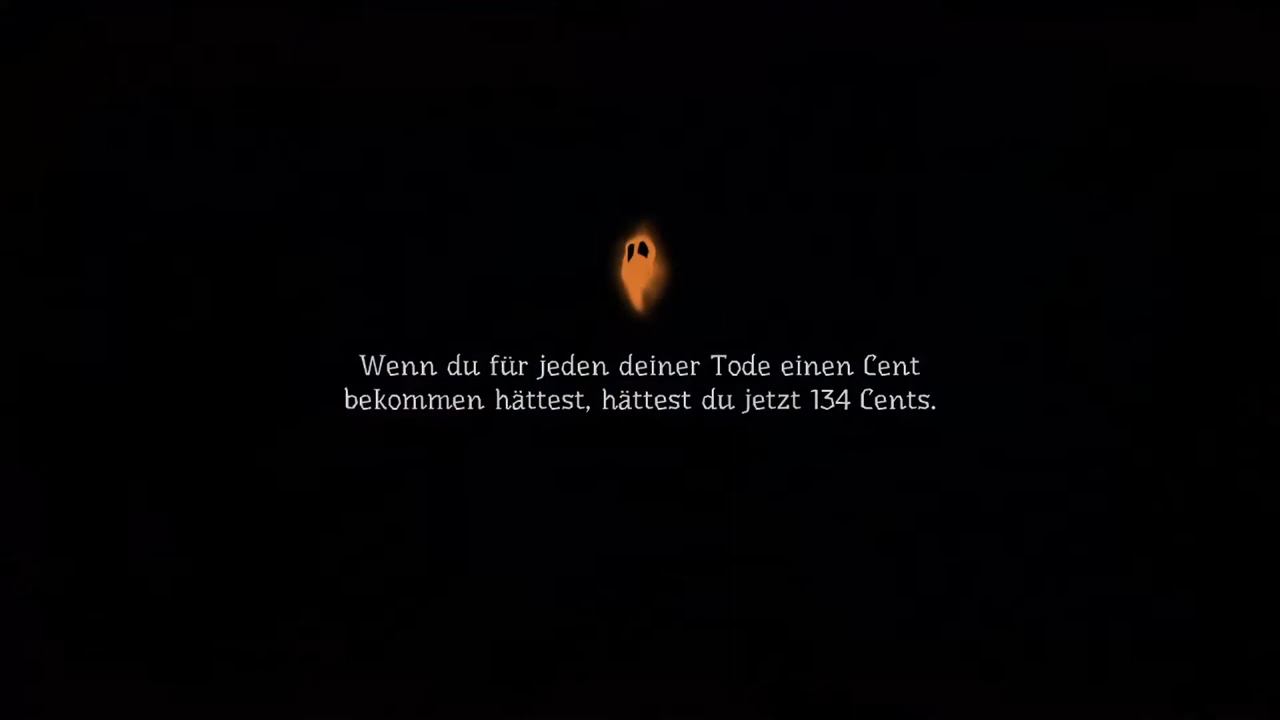 Wenn du für jeden deiner Tode einen Cent
bekommen hättest, hättest du jetzt 134 Cents.